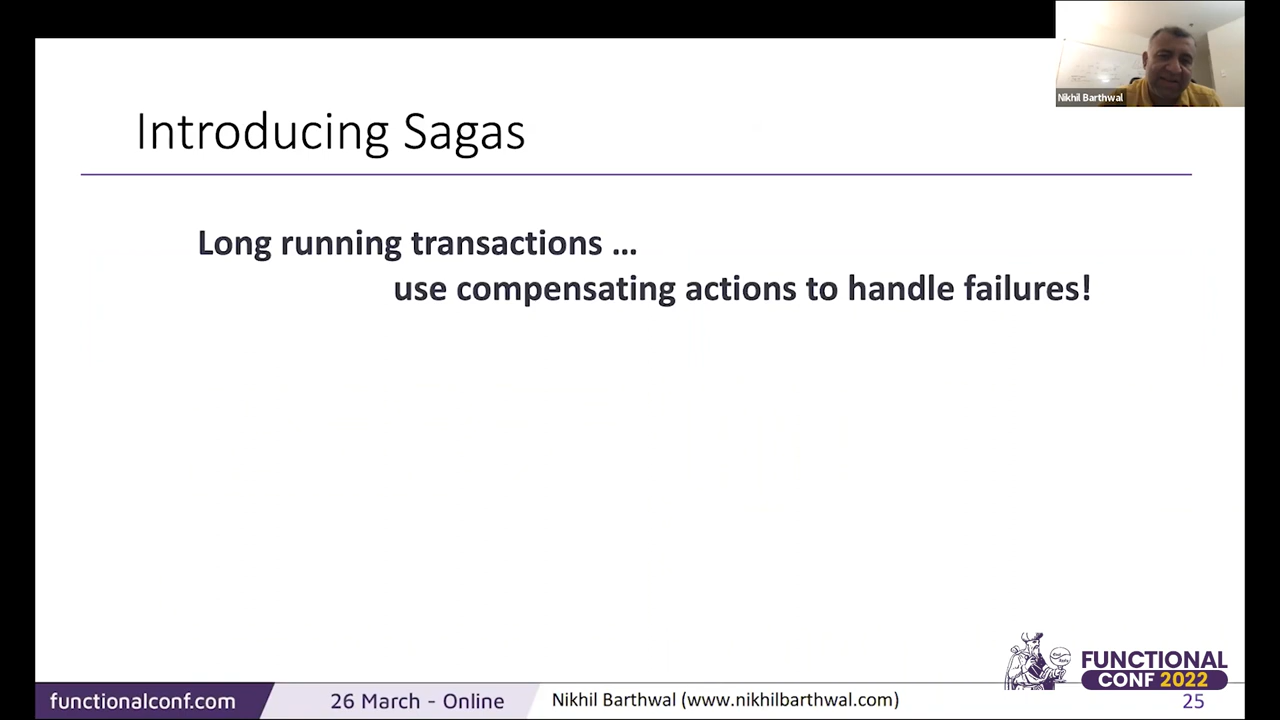 Nikhil Barthwal
Introducing Sagas
Long running transactions …
use compensating actions to handle failures!
FUNCTIONAL
CONF 2022
functionalconf.com
26 March - Online
Nikhil Barthwal (www.nikhilbarthwal.com)
25